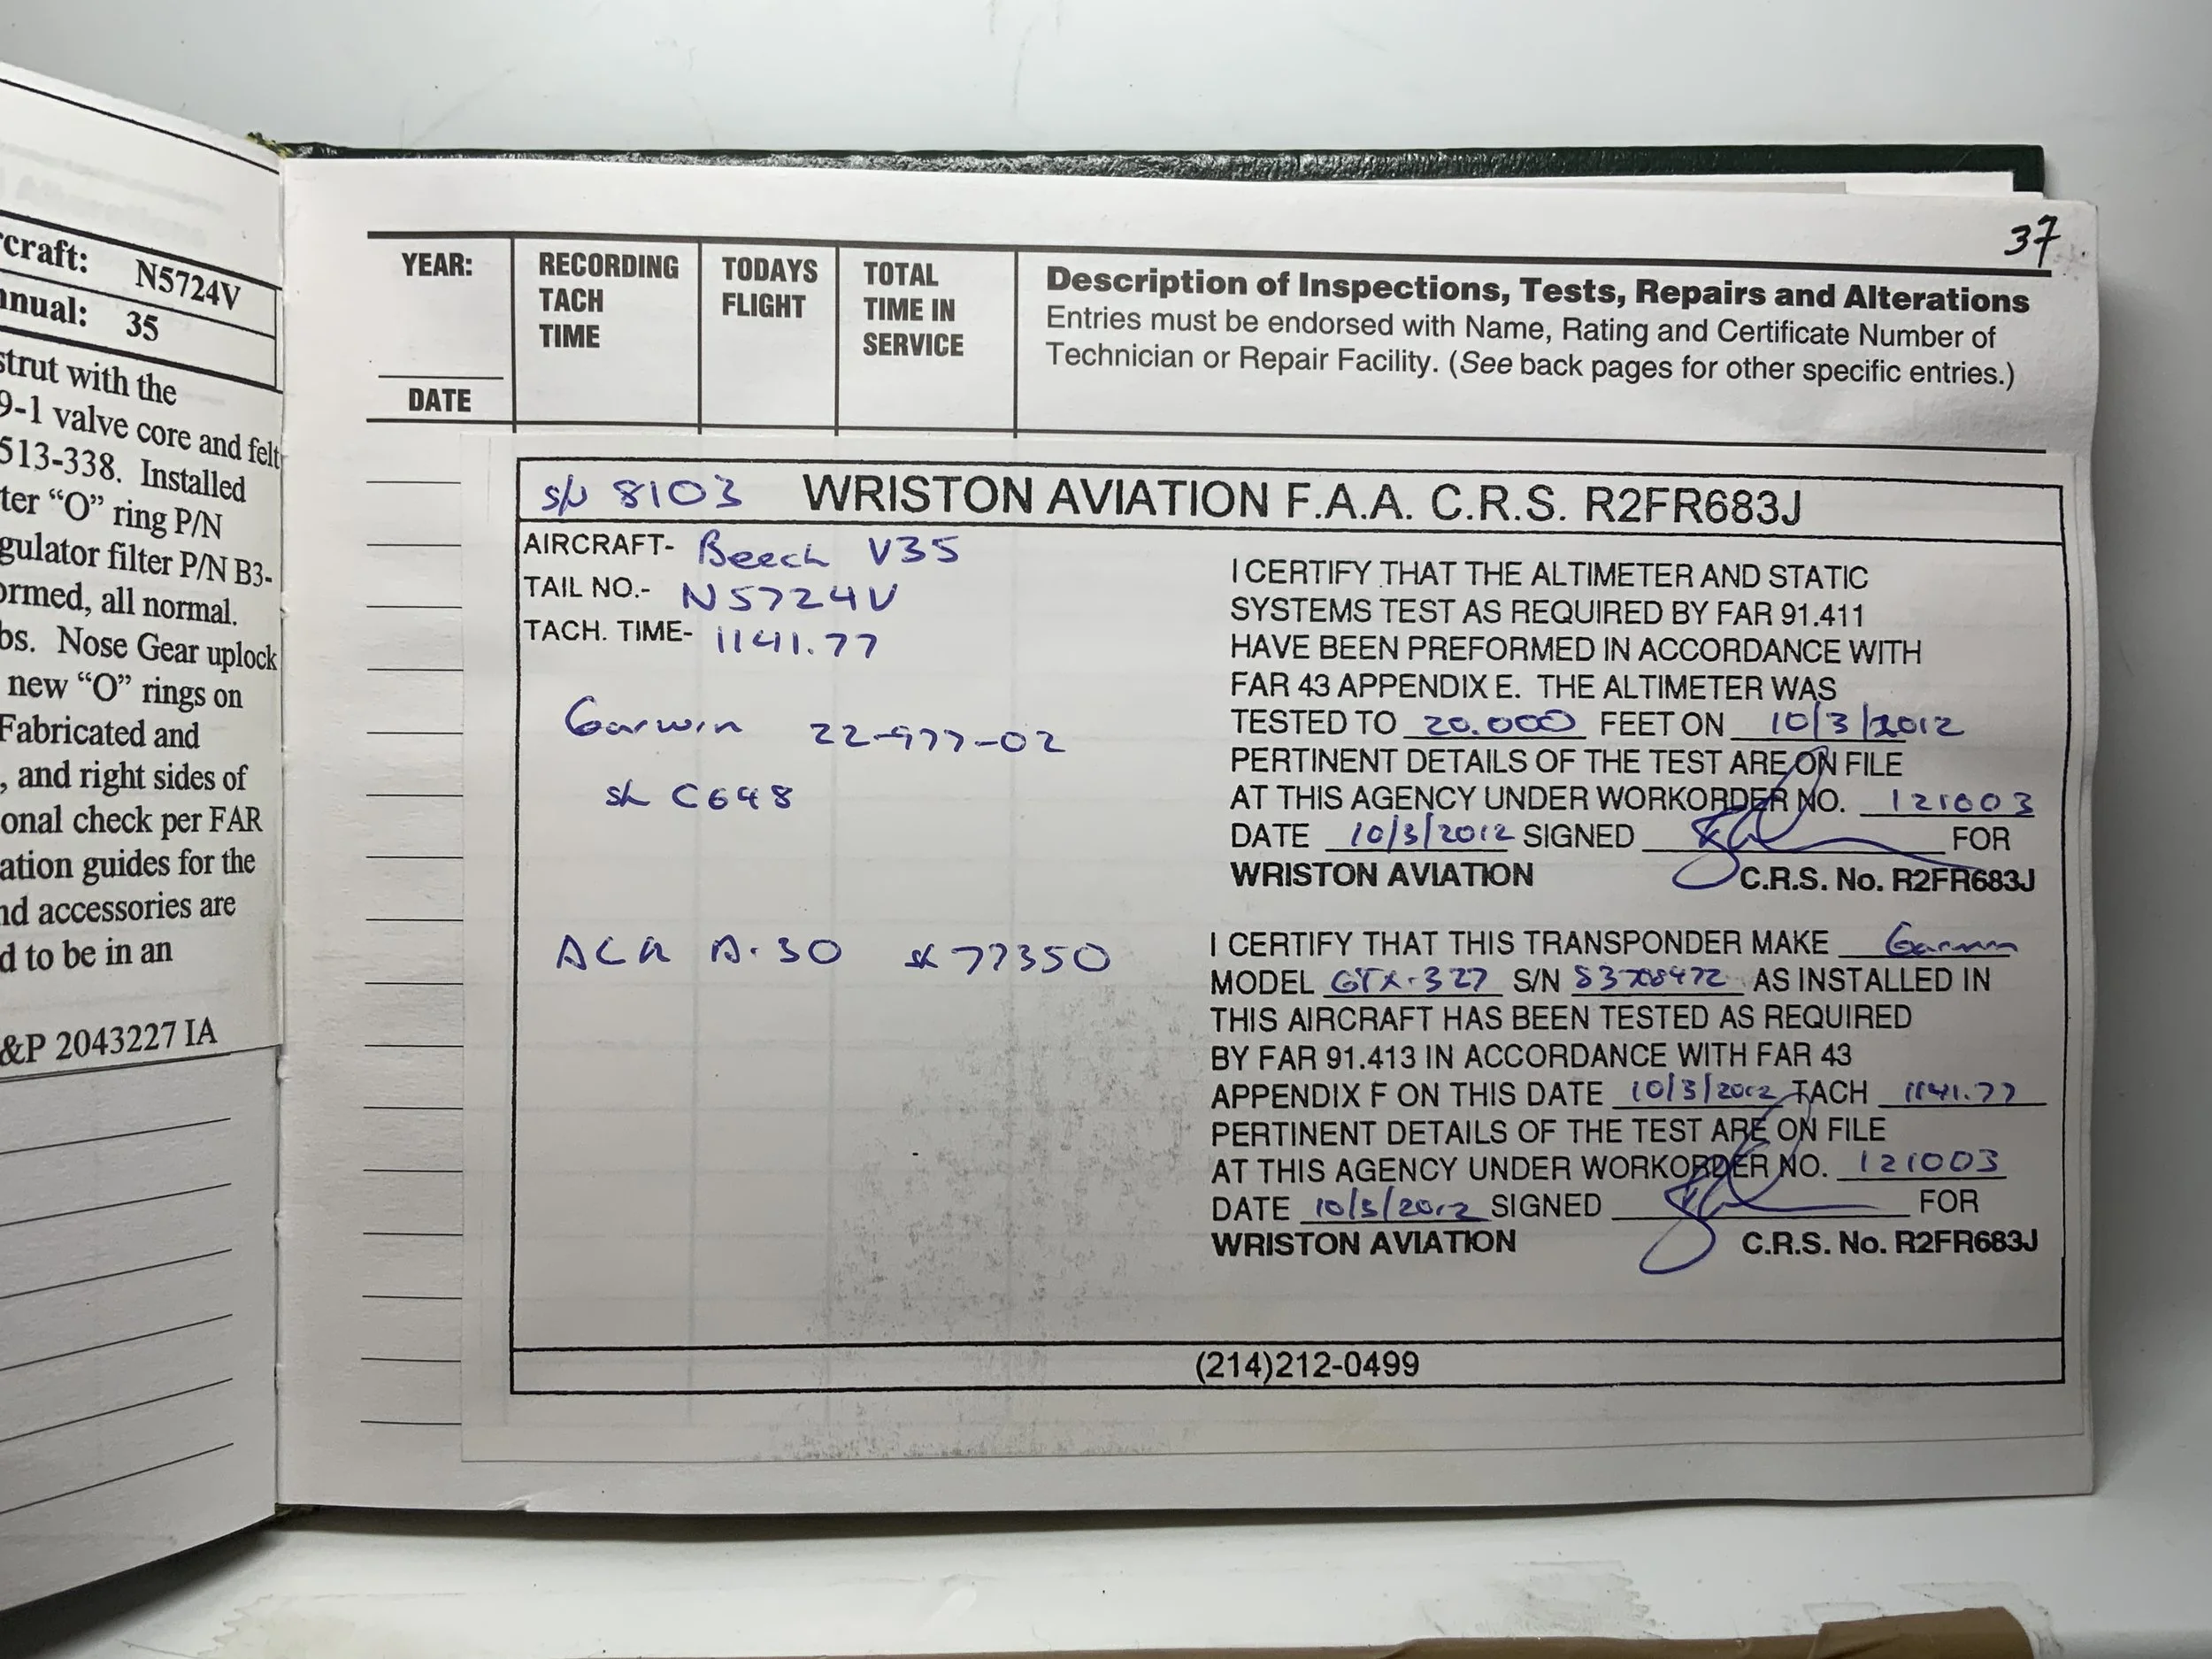 craft: N5724V
nnual: 35
strut with the
9-1 valve core and felt
513-338. Installed
ter “O” ring P/N
gulator filter P/N B3-
ormed, all normal.
bs. Nose Gear uplock
new “O” rings on
Fabricated and
, and right sides of
onal check per FAR
ation guides for the
nd accessories are
d to be in an
&P 2043227 IA
37
YEAR:
DATE
RECORDING
TACH
TIME
TODAYS
FLIGHT
TOTAL
TIME IN
SERVICE
Description of Inspections, Tests, Repairs and Alterations
Entries must be endorsed with Name, Rating and Certificate Number of
Technician or Repair Facility. (See back pages for other specific entries.)
s/n 8103 WRISTON AVIATION F.A.A. C.R.S. R2FR683J
AIRCRAFT- Beech V35
TAIL NO.- N5724V
TACH. TIME- 1141.77
Garwin 22-977-02
s/n C648
ACK A-30 s/n 77350
I CERTIFY THAT THE ALTIMETER AND STATIC
SYSTEMS TEST AS REQUIRED BY FAR 91.411
HAVE BEEN PREFORMED IN ACCORDANCE WITH
FAR 43 APPENDIX E. THE ALTIMETER WAS
TESTED TO 20.000 FEET ON 10/3/2012
PERTINENT DETAILS OF THE TEST ARE ON FILE
AT THIS AGENCY UNDER WORKORDER NO. 121003
DATE 10/3/2012 SIGNED FOR
WRISTON AVIATION C.R.S. No. R2FR683J
I CERTIFY THAT THIS TRANSPONDER MAKE Garmin
MODEL GTX-327 S/N AS INSTALLED IN
THIS AIRCRAFT HAS BEEN TESTED AS REQUIRED
BY FAR 91.413 IN ACCORDANCE WITH FAR 43
APPENDIX F ON THIS DATE 10/3/2012 TACH 1141.77
PERTINENT DETAILS OF THE TEST ARE ON FILE
AT THIS AGENCY UNDER WORKORDER NO. 121003
DATE 10/3/2012 SIGNED FOR
WRISTON AVIATION C.R.S. No. R2FR683J
(214)212-0499